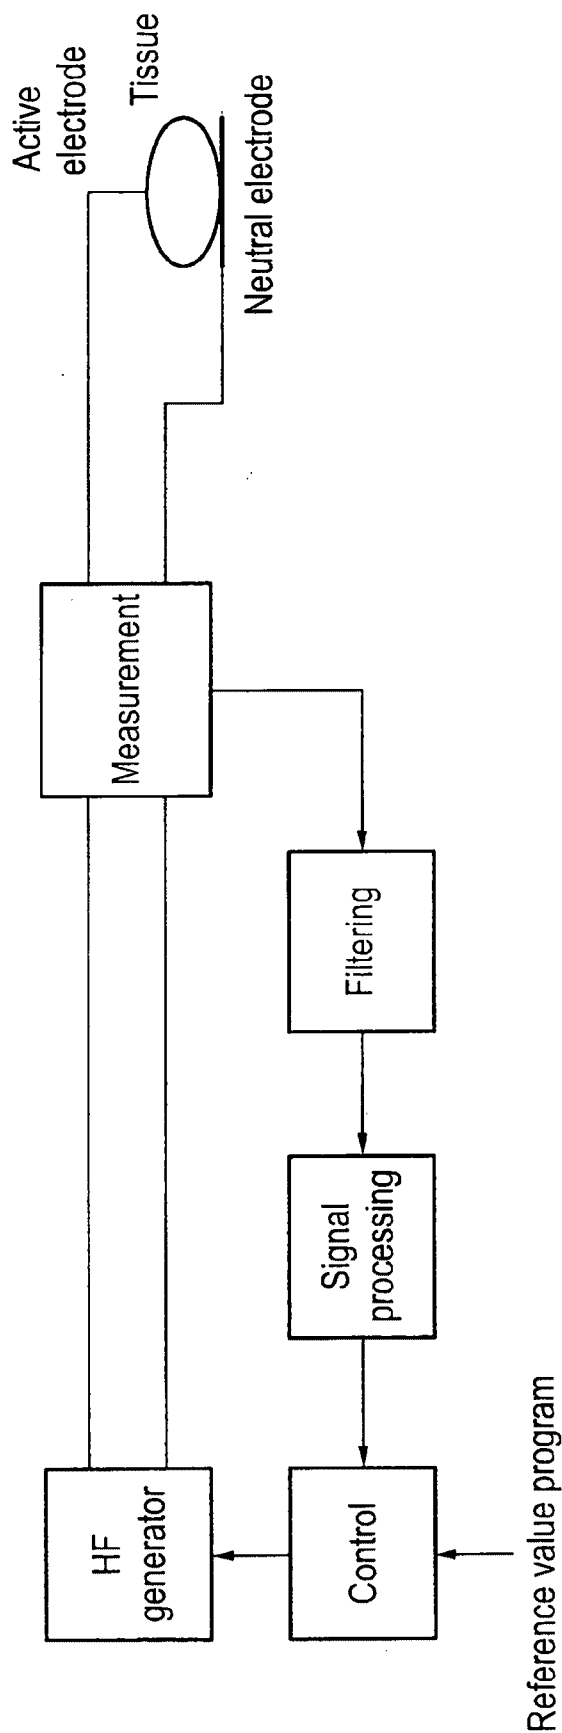 Active
electrode
Tissue
Neutral electrode
Measurement
HF
generator
Filtering
Signal
processing
Control
Reference value program